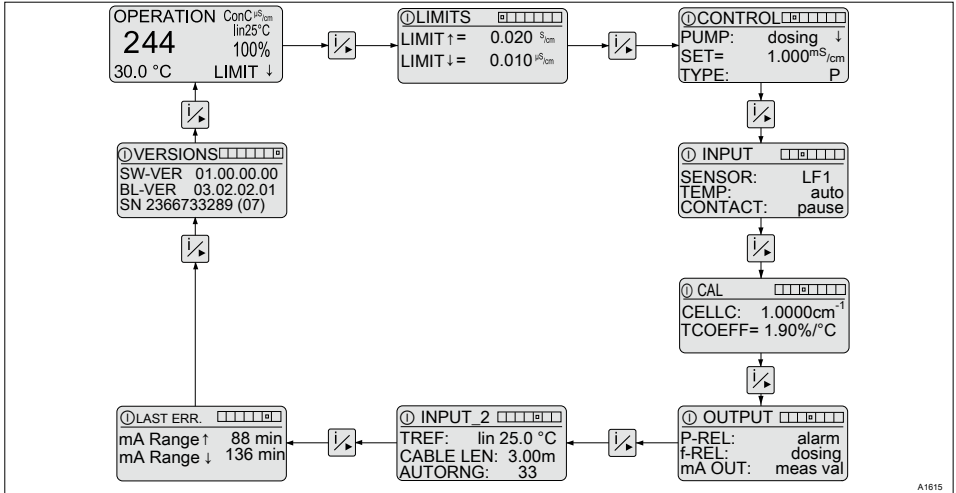 OPERATION ConC µS/cm
lin25°C
244 100%
30.0 °C LIMIT ↓
i/▸
ⒾLIMITS
LIMIT↑= 0.020 S/cm
LIMIT↓= 0.010 µS/cm
i/▸
ⒾCONTROL
PUMP: dosing ↓
SET= 1.000mS/cm
TYPE: P
i/▸
Ⓘ INPUT
SENSOR: LF1
TEMP: auto
CONTACT: pause
i/▸
Ⓘ CAL
CELLC: 1.0000cm-1
TCOEFF= 1.90%/°C
i/▸
Ⓘ OUTPUT
P-REL: alarm
f-REL: dosing
mA OUT: meas val
i/▸
Ⓘ INPUT_2
TREF: lin 25.0 °C
CABLE LEN: 3.00m
AUTORNG: 33
i/▸
ⒾLAST ERR.
mA Range↑ 88 min
mA Range ↓ 136 min
i/▸
ⒾVERSIONS
SW-VER 01.00.00.00
BL-VER 03.02.02.01
SN 2366733289 (07)
i/▸
A1615